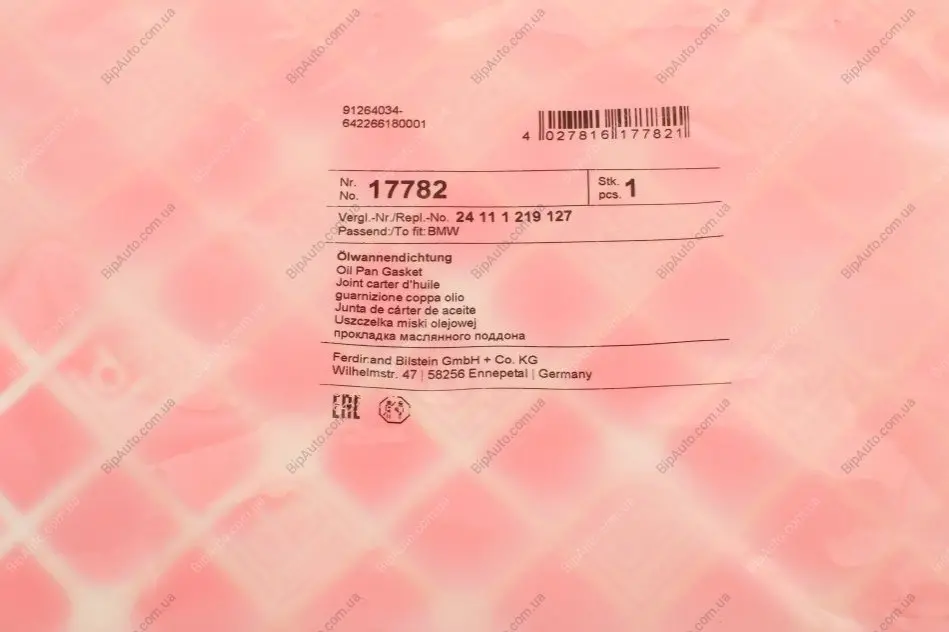 91264034-
642266180001
4 027816 177821
Nr.
No. 17782
Stk.
pcs. 1
Vergl.-Nr./Repl.-No. 24 11 1 219 127
Passend:/To fit: BMW
Ölwannendichtung
Oil Pan Gasket
Joint carter d'huile
guarnizione coppa olio
Junta de cárter de aceite
Uszczelka miski olejowej
прокладка маслянного поддона
Ferdinand Bilstein GmbH + Co. KG
Wilhelmstr. 47 | 58256 Ennepetal | Germany
EAC
BipAuto.com.ua